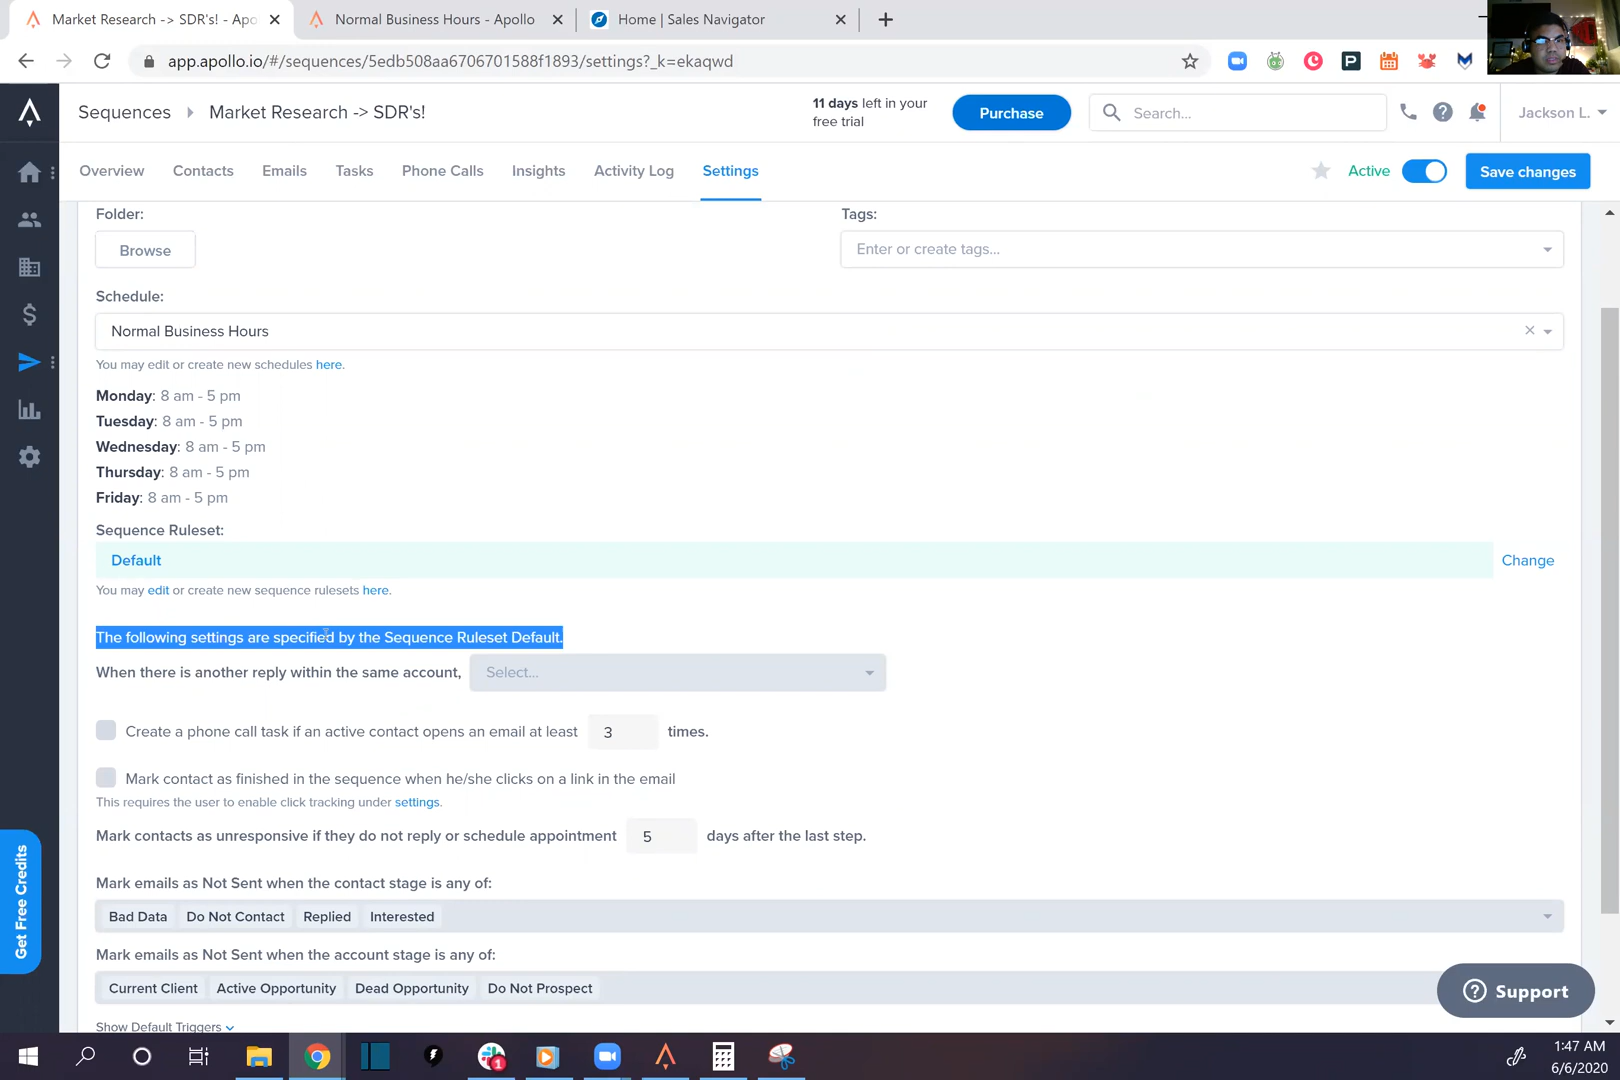 Market Research -> SDR's! - Apo
Normal Business Hours - Apollo
Home | Sales Navigator
app.apollo.io/#/sequences/5edb508aa6706701588f1893/settings?_k=ekaqwd
Sequences
Market Research -> SDR's!
11 days left in your
free trial
Purchase
Search...
Jackson L.
Overview
Contacts
Emails
Tasks
Phone Calls
Insights
Activity Log
Settings
Active
Save changes
Folder:
Tags:
Browse
Enter or create tags...
Schedule:
Normal Business Hours
You may edit or create new schedules here.
Monday: 8 am - 5 pm
Tuesday: 8 am - 5 pm
Wednesday: 8 am - 5 pm
Thursday: 8 am - 5 pm
Friday: 8 am - 5 pm
Sequence Ruleset:
Default
Change
You may edit or create new sequence rulesets here.
The following settings are specified by the Sequence Ruleset Default.
When there is another reply within the same account, Select...
Create a phone call task if an active contact opens an email at least 3 times.
Mark contact as finished in the sequence when he/she clicks on a link in the email
This requires the user to enable click tracking under settings.
Mark contacts as unresponsive if they do not reply or schedule appointment 5 days after the last step.
Mark emails as Not Sent when the contact stage is any of:
Bad Data Do Not Contact Replied Interested
Mark emails as Not Sent when the account stage is any of:
Current Client Active Opportunity Dead Opportunity Do Not Prospect
Show Default Triggers
Get Free Credits
Support
1
1:47 AM
6/6/2020